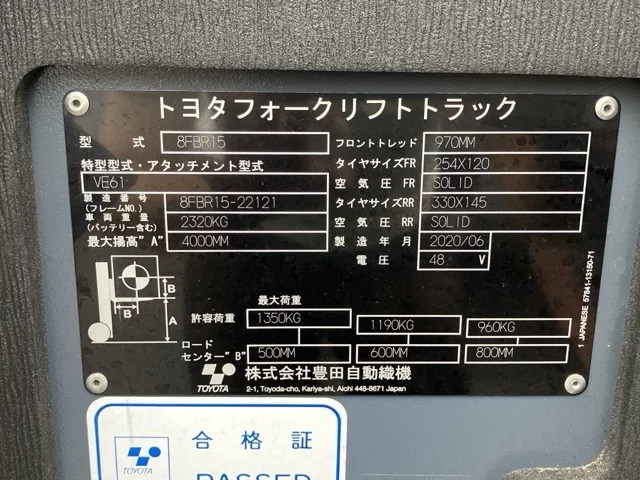 トヨタフォークリフトトラック
型式 8FBR15 フロントトレッド 970MM
特型型式・アタッチメント型式 タイヤサイズFR 254X120
VE61 空気圧 FR SOLID
製造番号(フレームNO.) 8FBR15-22121 タイヤサイズRR 330X145
車両重量(バッテリー含む) 2320KG 空気圧 RR SOLID
最大揚高"A" 4000MM 製造年月 2020/06
電圧 48 V
B
B
A
最大荷重
許容荷重 1350KG 1190KG 960KG
ロードセンター"B" 500MM 600MM 800MM
TOYOTA 株式会社豊田自動織機
2-1, Toyoda-cho, Kariya-shi, Aichi 448-8671 Japan
1 JAPANESE 57841-13150-71
TOYOTA 合格証
PASSED